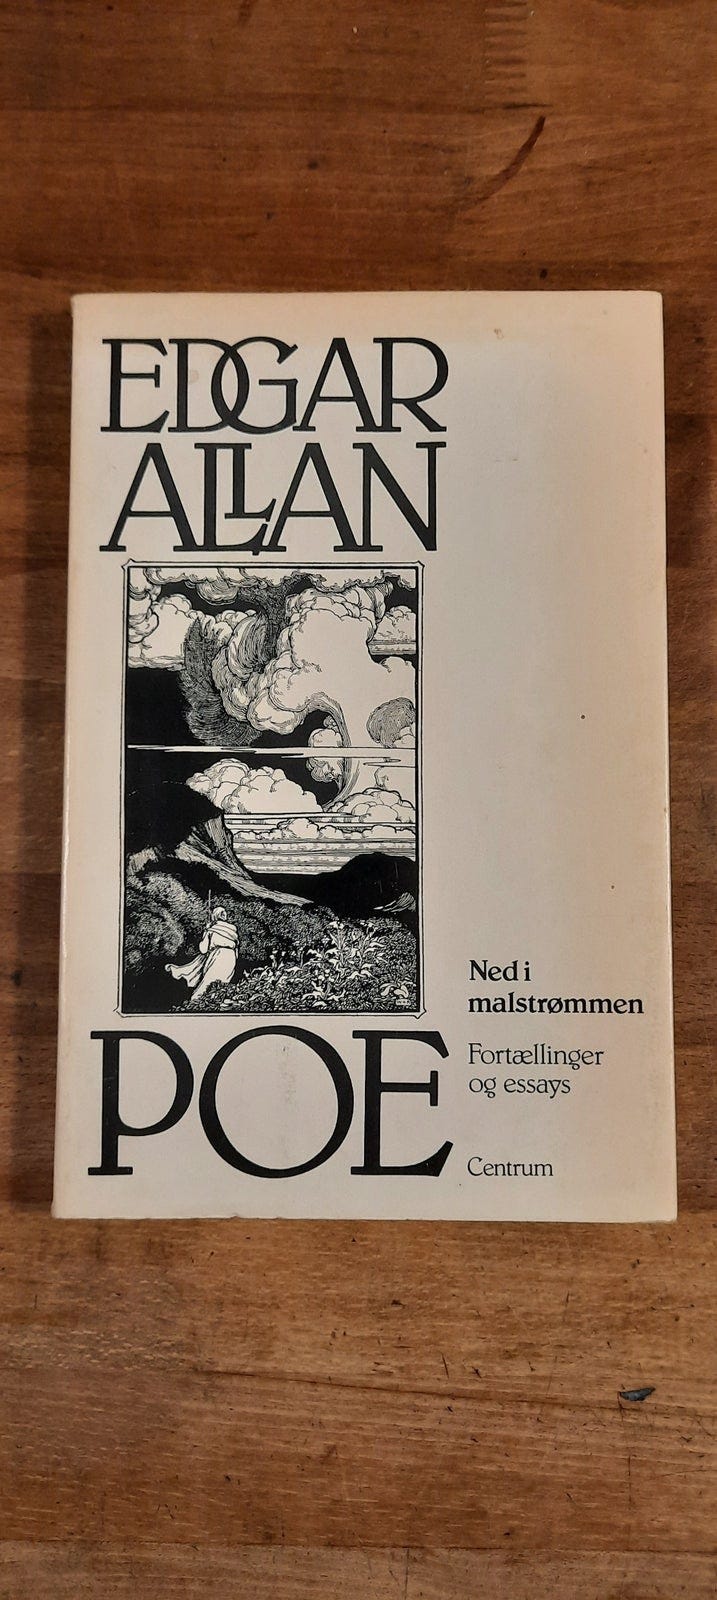 EDGAR
ALLAN
POE
Ned i
malstrømmen
Fortællinger
og essays
Centrum